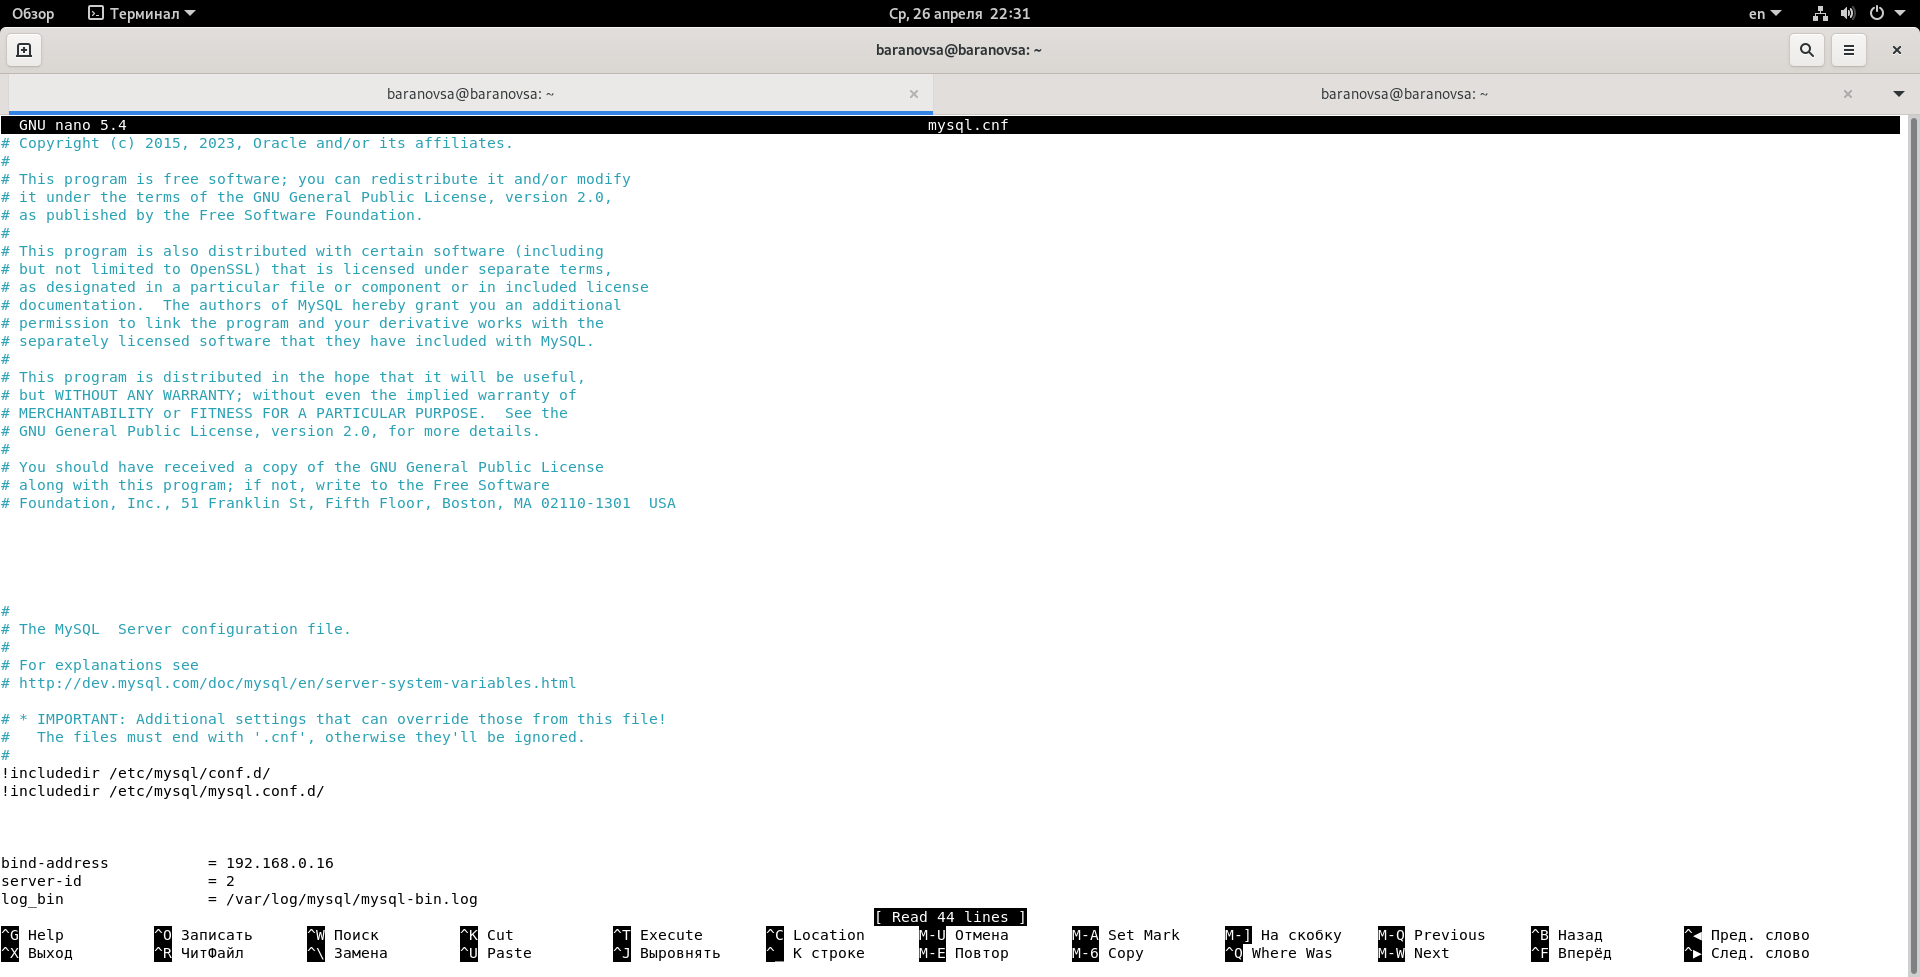 Обзор Терминал Ср, 26 апреля 22:31 en
baranovsa@baranovsa: ~
baranovsa@baranovsa: ~ baranovsa@baranovsa: ~
GNU nano 5.4 mysql.cnf
# Copyright (c) 2015, 2023, Oracle and/or its affiliates.
#
# This program is free software; you can redistribute it and/or modify
# it under the terms of the GNU General Public License, version 2.0,
# as published by the Free Software Foundation.
#
# This program is also distributed with certain software (including
# but not limited to OpenSSL) that is licensed under separate terms,
# as designated in a particular file or component or in included license
# documentation.  The authors of MySQL hereby grant you an additional
# permission to link the program and your derivative works with the
# separately licensed software that they have included with MySQL.
#
# This program is distributed in the hope that it will be useful,
# but WITHOUT ANY WARRANTY; without even the implied warranty of
# MERCHANTABILITY or FITNESS FOR A PARTICULAR PURPOSE.  See the
# GNU General Public License, version 2.0, for more details.
#
# You should have received a copy of the GNU General Public License
# along with this program; if not, write to the Free Software
# Foundation, Inc., 51 Franklin St, Fifth Floor, Boston, MA 02110-1301  USA
#
# The MySQL  Server configuration file.
#
# For explanations see
# http://dev.mysql.com/doc/mysql/en/server-system-variables.html
# * IMPORTANT: Additional settings that can override those from this file!
#   The files must end with '.cnf', otherwise they'll be ignored.
#
!includedir /etc/mysql/conf.d/
!includedir /etc/mysql/mysql.conf.d/
bind-address           = 192.168.0.16
server-id              = 2
log_bin                = /var/log/mysql/mysql-bin.log
[ Read 44 lines ]
^G Help ^O Записать ^W Поиск ^K Cut ^T Execute ^C Location M-U Отмена M-A Set Mark M-] На скобку M-Q Previous ^B Назад ^◀ Пред. слово
^X Выход ^R ЧитФайл ^\ Замена ^U Paste ^J Выровнять ^_ К строке M-E Повтор M-6 Copy ^Q Where Was M-W Next ^F Вперёд ^▶ След. слово